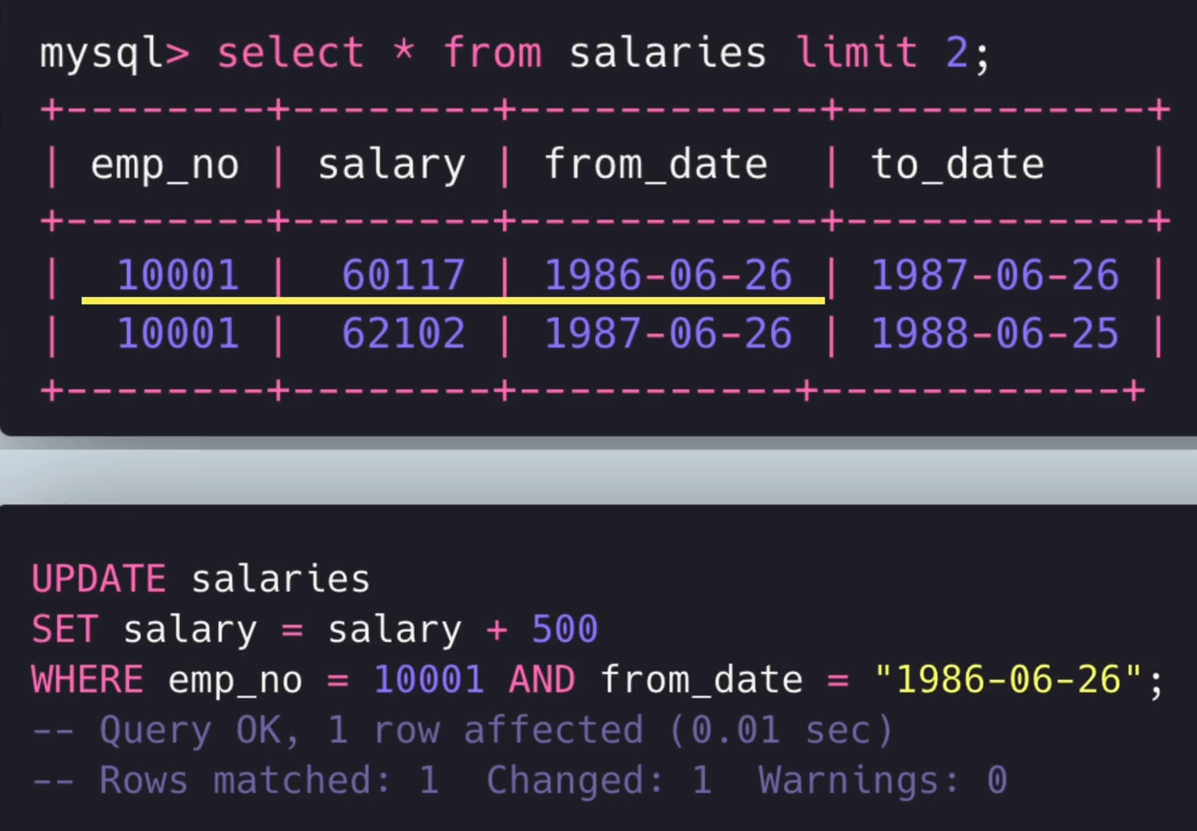 mysql> select * from salaries limit 2;
+--------+--------+------------+------------+
| emp_no | salary | from_date  | to_date    |
+--------+--------+------------+------------+
|  10001 |  60117 | 1986-06-26 | 1987-06-26 |
|  10001 |  62102 | 1987-06-26 | 1988-06-25 |
+--------+--------+-----------+------------+
UPDATE salaries
SET salary = salary + 500
WHERE emp_no = 10001 AND from_date = "1986-06-26";
-- Query OK, 1 row affected (0.01 sec)
-- Rows matched: 1  Changed: 1  Warnings: 0